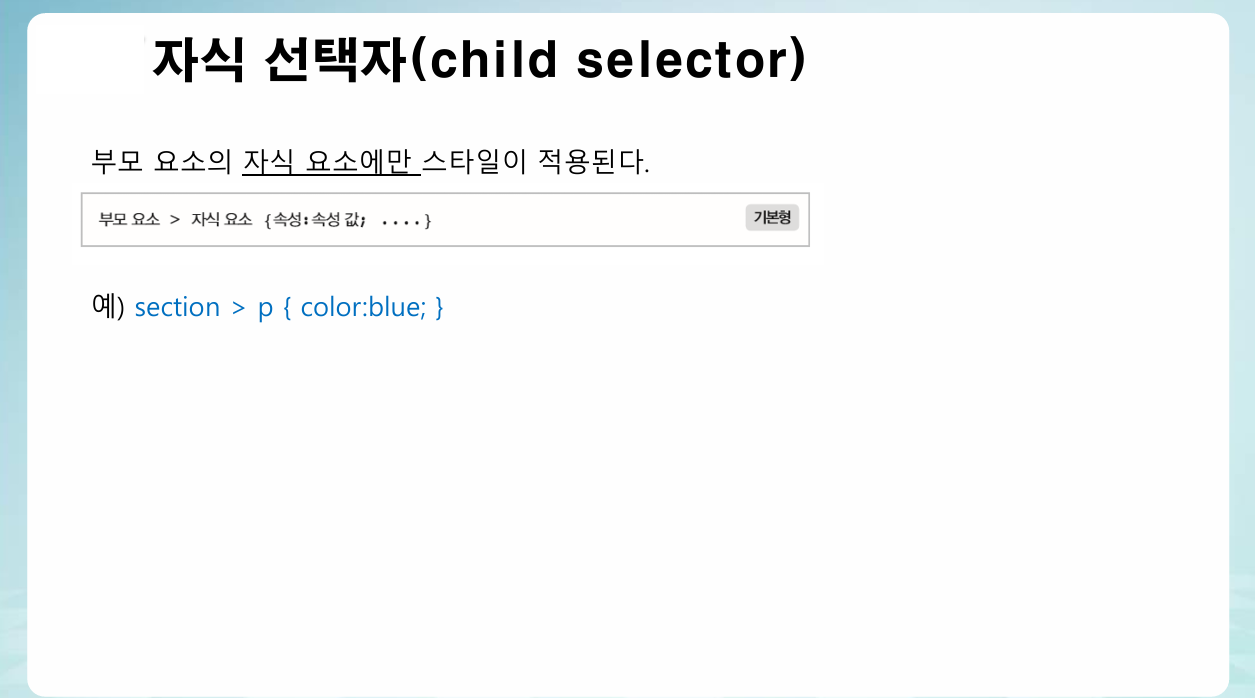 자식 선택자(child selector)
부모 요소의 자식 요소에만 스타일이 적용된다.
부모 요소 > 자식 요소 {속성:속성 값; ....}
기본형
예) section > p { color:blue; }